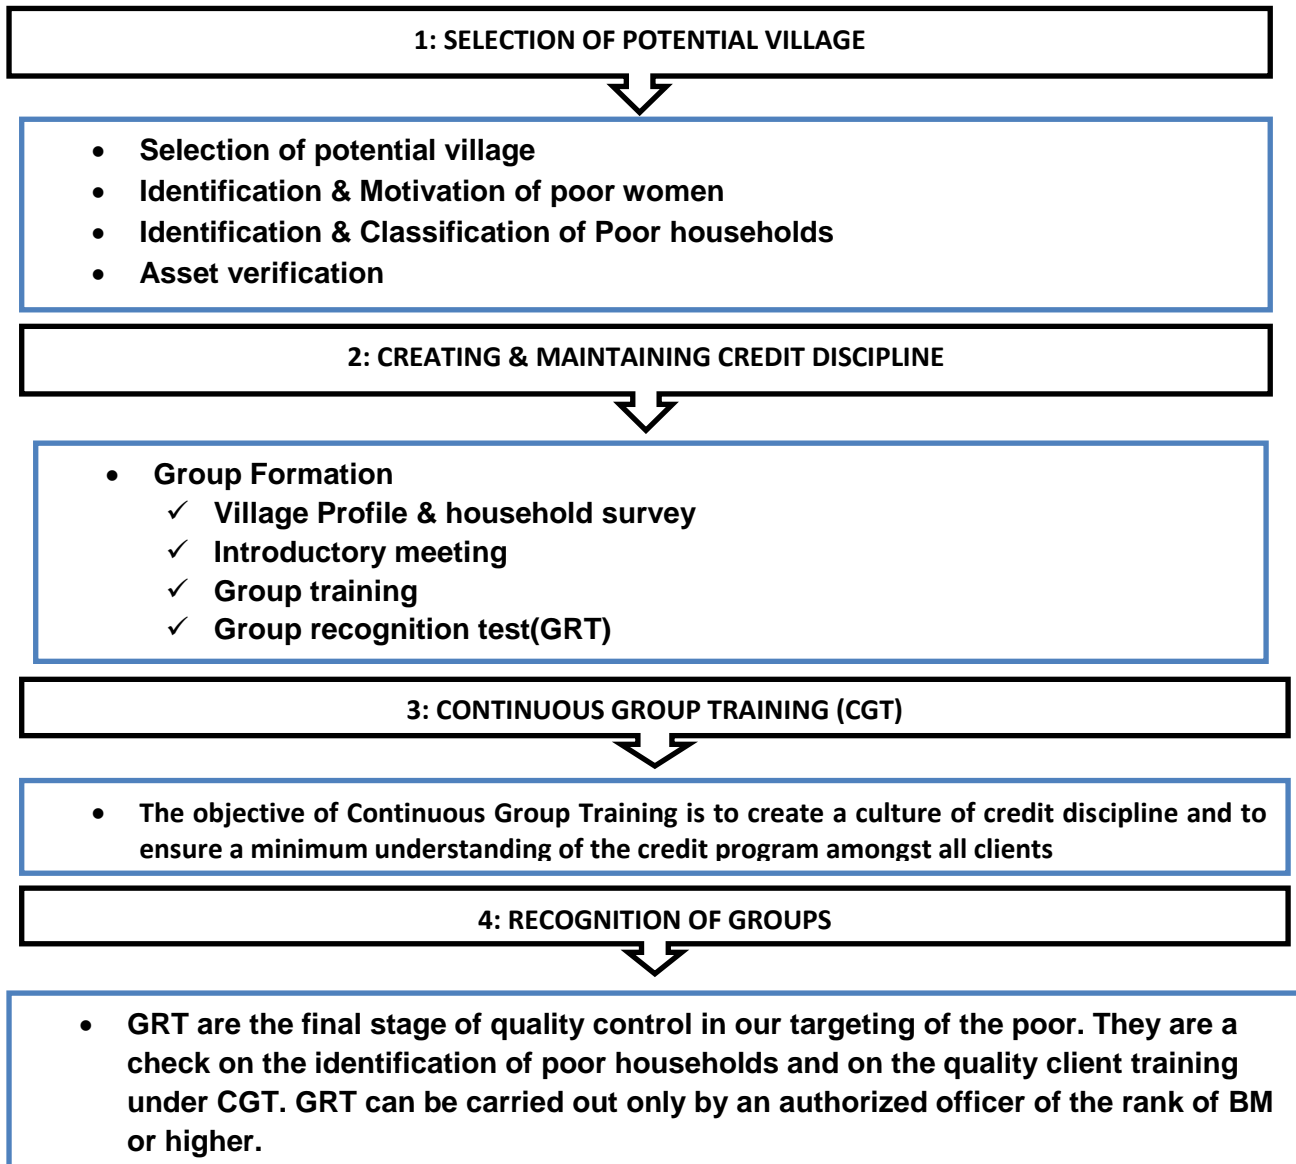 1: SELECTION OF POTENTIAL VILLAGE
• Selection of potential village
• Identification & Motivation of poor women
• Identification & Classification of Poor households
• Asset verification
2: CREATING & MAINTAINING CREDIT DISCIPLINE
• Group Formation
✓ Village Profile & household survey
✓ Introductory meeting
✓ Group training
✓ Group recognition test(GRT)
3: CONTINUOUS GROUP TRAINING (CGT)
• The objective of Continuous Group Training is to create a culture of credit discipline and to
ensure a minimum understanding of the credit program amongst all clients
4: RECOGNITION OF GROUPS
• GRT are the final stage of quality control in our targeting of the poor. They are a
check on the identification of poor households and on the quality client training
under CGT. GRT can be carried out only by an authorized officer of the rank of BM
or higher.